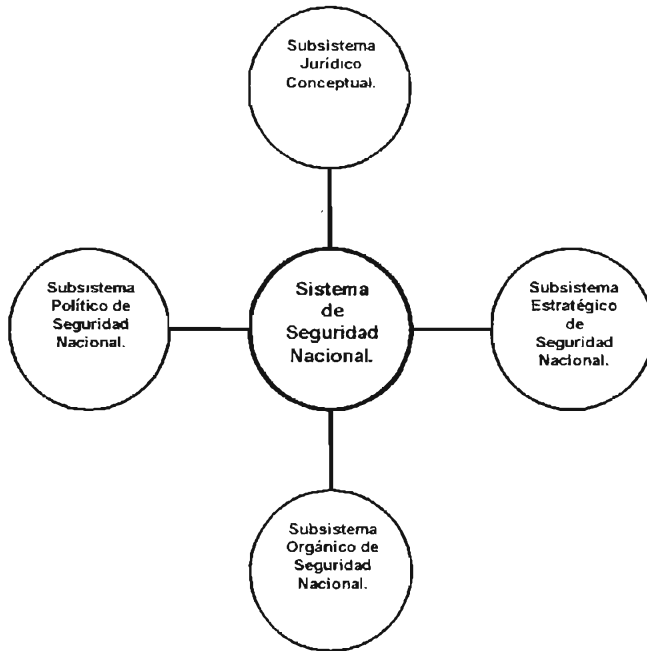 Subsistema
Jurídico
Conceptual.
Subsistema
Político de
Seguridad
Nacional.
Sistema
de
Seguridad
Nacional.
Subsistema
Estratégico
de
Seguridad
Nacional.
Subsistema
Orgánico de
Seguridad
Nacional.